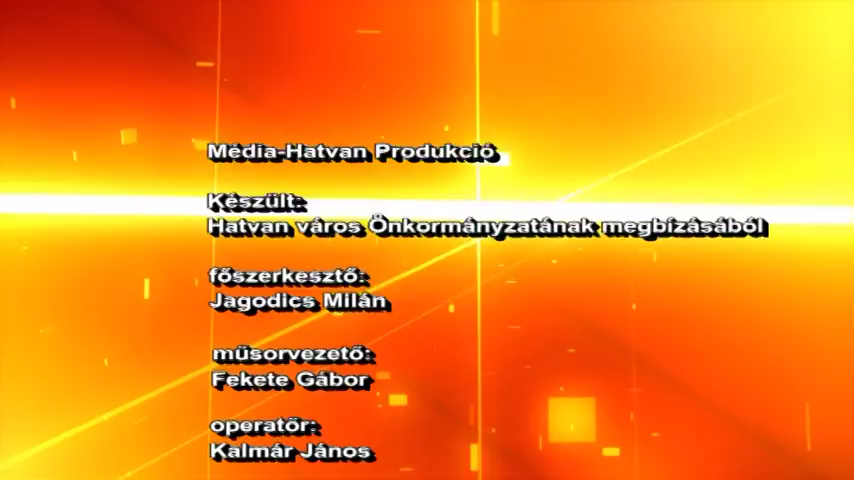 Média-Hatvan Produkció
Készült:
Hatvan város Önkormányzatának megbízásából
főszerkesztő:
Jagodics Milán
műsorvezető:
Fekete Gábor
operatőr:
Kalmár János